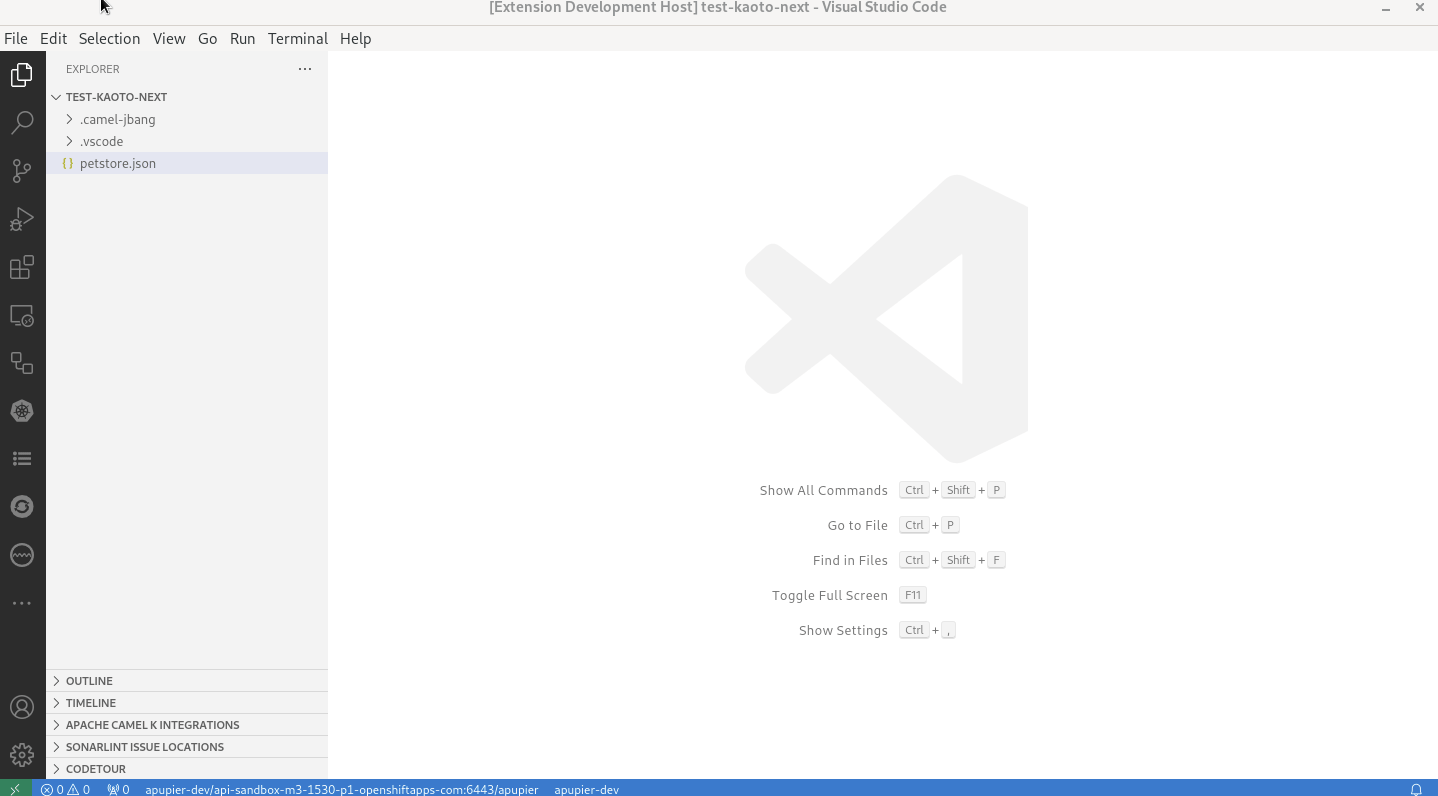 [Extension Development Host] test-kaoto-next - Visual Studio Code
File Edit Selection View Go Run Terminal Help
EXPLORER
TEST-KAOTO-NEXT
.camel-jbang
.vscode
{} petstore.json
Show All Commands Ctrl + Shift + P
Go to File Ctrl + P
Find in Files Ctrl + Shift + F
Toggle Full Screen F11
Show Settings Ctrl + ,
OUTLINE
TIMELINE
APACHE CAMEL K INTEGRATIONS
SONARLINT ISSUE LOCATIONS
CODETOUR
0 0 0 apupier-dev/api-sandbox-m3-1530-p1-openshiftapps-com:6443/apupier apupier-dev